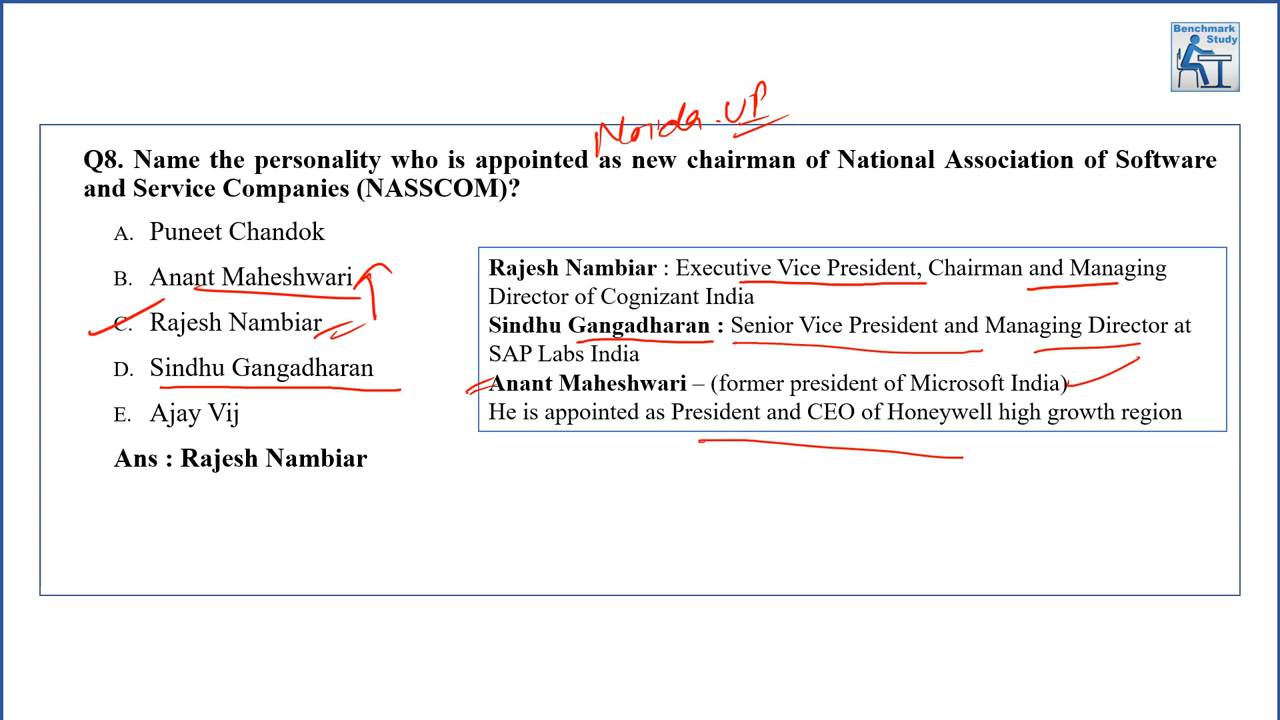 Benchmark
Study
Noida. UP
Q8. Name the personality who is appointed as new chairman of National Association of Software
and Service Companies (NASSCOM)?
A. Puneet Chandok
B. Anant Maheshwari
C. Rajesh Nambiar
D. Sindhu Gangadharan
E. Ajay Vij
Ans : Rajesh Nambiar
Rajesh Nambiar : Executive Vice President, Chairman and Managing
Director of Cognizant India
Sindhu Gangadharan : Senior Vice President and Managing Director at
SAP Labs India
Anant Maheshwari – (former president of Microsoft India)
He is appointed as President and CEO of Honeywell high growth region